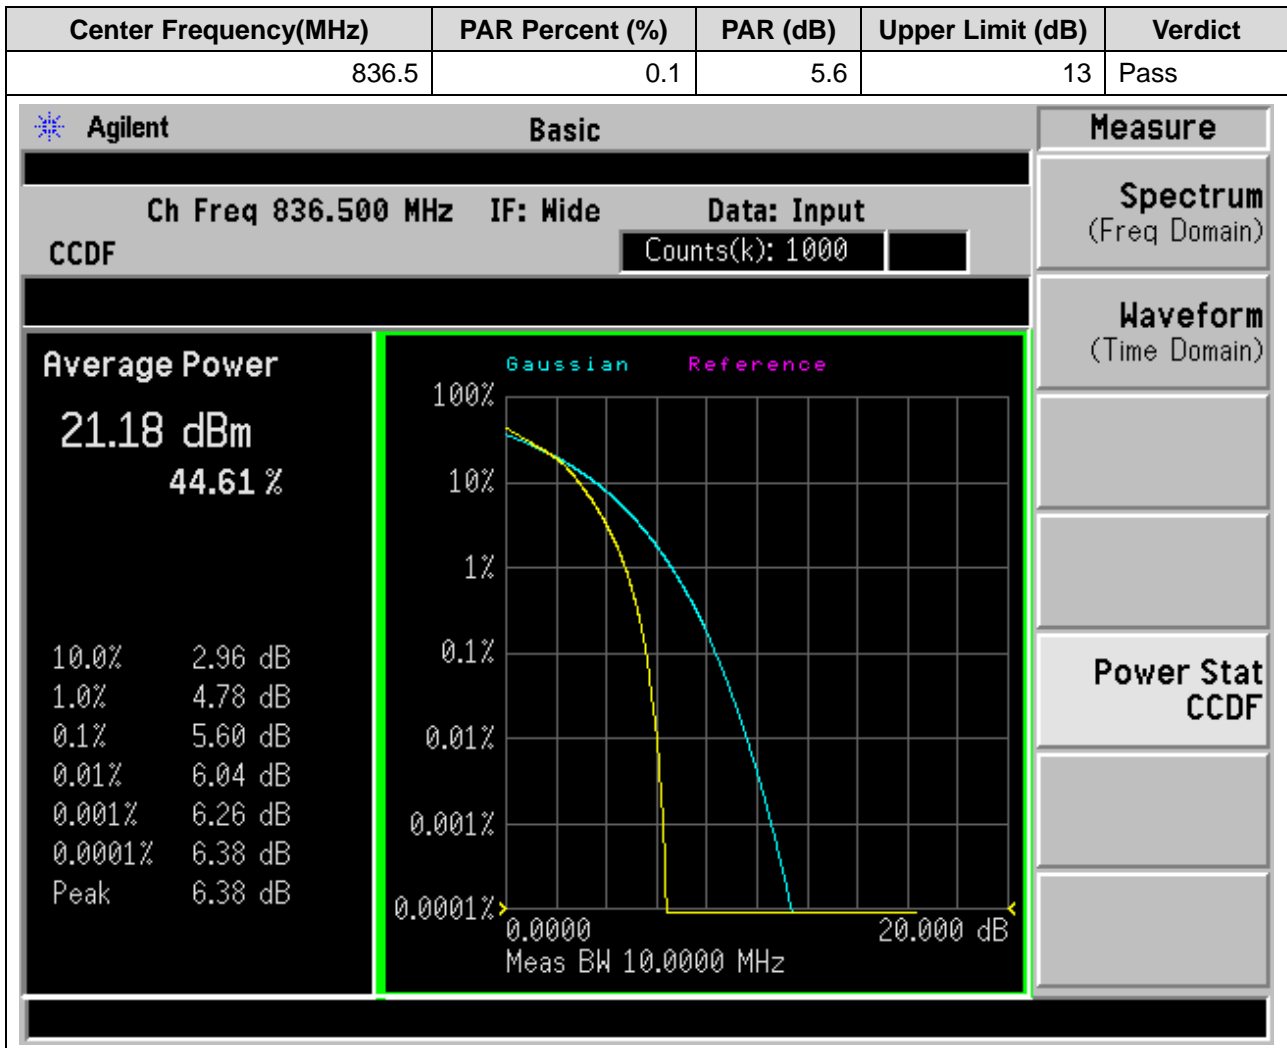 Center Frequency(MHz) PAR Percent (%) PAR (dB) Upper Limit (dB) Verdict
836.5 0.1 5.6 13 Pass
Agilent Basic Measure
Ch Freq 836.500 MHz IF: Wide Data: Input
CCDF Counts(k): 1000
Spectrum
(Freq Domain)
Waveform
(Time Domain)
Power Stat
CCDF
Average Power
21.18 dBm
44.61 %
10.0% 2.96 dB
1.0% 4.78 dB
0.1% 5.60 dB
0.01% 6.04 dB
0.001% 6.26 dB
0.0001% 6.38 dB
Peak 6.38 dB
Gaussian Reference
100%
10%
1%
0.1%
0.01%
0.001%
0.0001%
0.0000 20.000 dB
Meas BW 10.0000 MHz